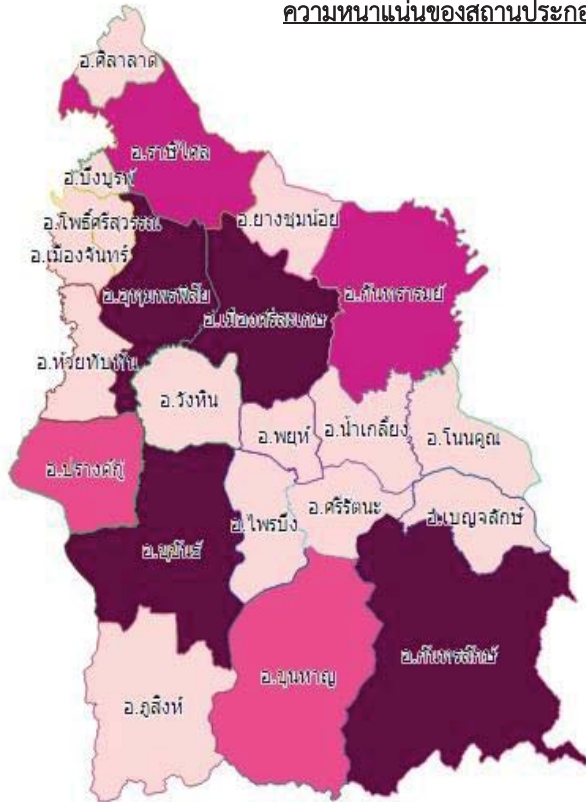 ความหนาแน่นของสถานประกอ
อ.ศิลาลาด
อ.ราษีไศล
อ.บึงบูรพ์
อ.ยางชุมน้อย
อ.โพธิ์ศรีสุวรรณ
อ.เมืองจันทร์
อ.อุทุมพรพิสัย
อ.กันทรารมย์
อ.เมืองศรีสะเกษ
อ.ห้วยทับทัน
อ.วังหิน
อ.พยุห์
อ.น้ำเกลี้ยง
อ.โนนคูณ
อ.ปรางค์กู่
อ.ศรีรัตนะ
อ.เบญจลักษ์
อ.ไพรบึง
อ.ขุขันธ์
อ.กันทรลักษ์
อ.ขุนหาญ
อ.ภูสิงห์